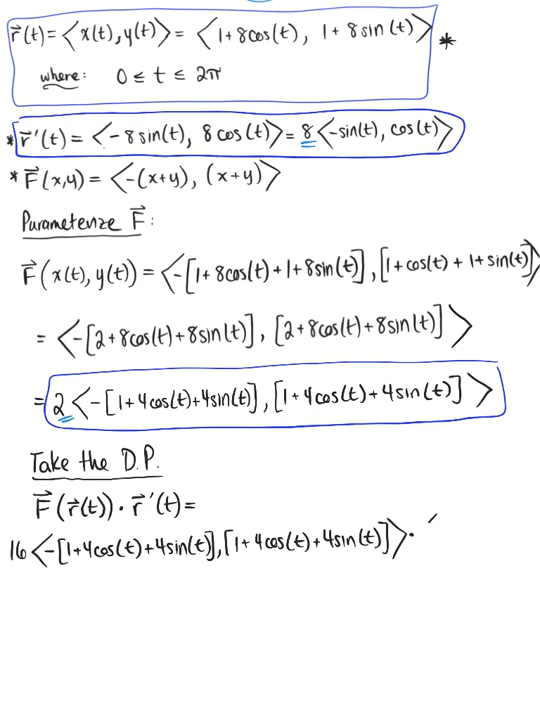 r⃗(t) = ⟨x(t), y(t)⟩ = ⟨1+8cos(t), 1+8sin(t)⟩ *
where: 0 ≤ t ≤ 2π
* r⃗'(t) = ⟨-8sin(t), 8cos(t)⟩ = 8⟨-sin(t), cos(t)⟩
* F⃗(x,y) = ⟨-(x+y), (x+y)⟩
Parameterize F⃗:
F⃗(x(t), y(t)) = ⟨-[1+8cos(t)+1+8sin(t)], [1+cos(t)+1+sin(t)]⟩
= ⟨-[2+8cos(t)+8sin(t)], [2+8cos(t)+8sin(t)]⟩
= 2⟨-[1+4cos(t)+4sin(t)], [1+4cos(t)+4sin(t)]⟩
Take the D.P.
F⃗(r⃗(t)) · r⃗'(t) =
16⟨-[1+4cos(t)+4sin(t)], [1+4cos(t)+4sin(t)]⟩ ·